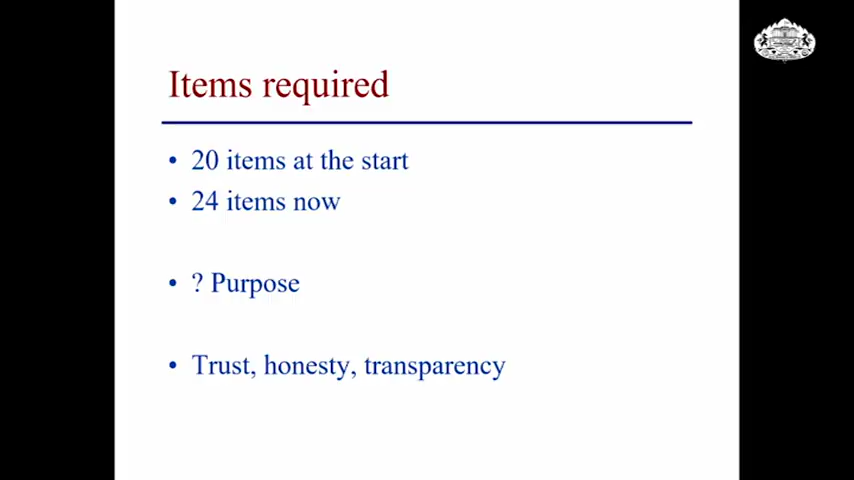 Items required
• 20 items at the start
• 24 items now
• ? Purpose
• Trust, honesty, transparency